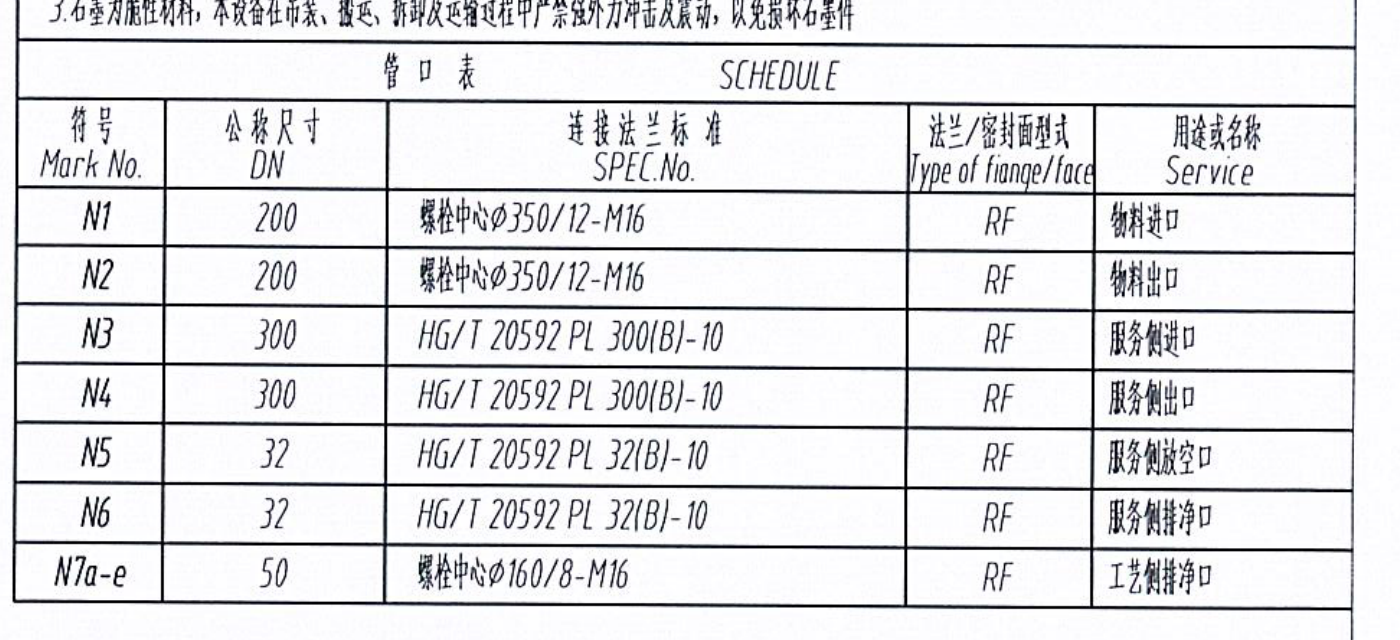 3.石墨为脆性材料，本设备在吊装、搬运、拆卸及运输过程中严禁强外力冲击及震动，以免损坏石墨件
管口表 SCHEDULE
符号 公称尺寸 连接法兰标准 法兰/密封面型式 用途或名称
Mark No. DN SPEC.No. Type of fiange/face Service
N1 200 螺栓中心Ø350/12-M16 RF 物料进口
N2 200 螺栓中心Ø350/12-M16 RF 物料出口
N3 300 HG/T 20592 PL 300(B)-10 RF 服务侧进口
N4 300 HG/T 20592 PL 300(B)-10 RF 服务侧出口
N5 32 HG/T 20592 PL 32(B)-10 RF 服务侧放空口
N6 32 HG/T 20592 PL 32(B)-10 RF 服务侧排净口
N7a-e 50 螺栓中心Ø160/8-M16 RF 工艺侧排净口